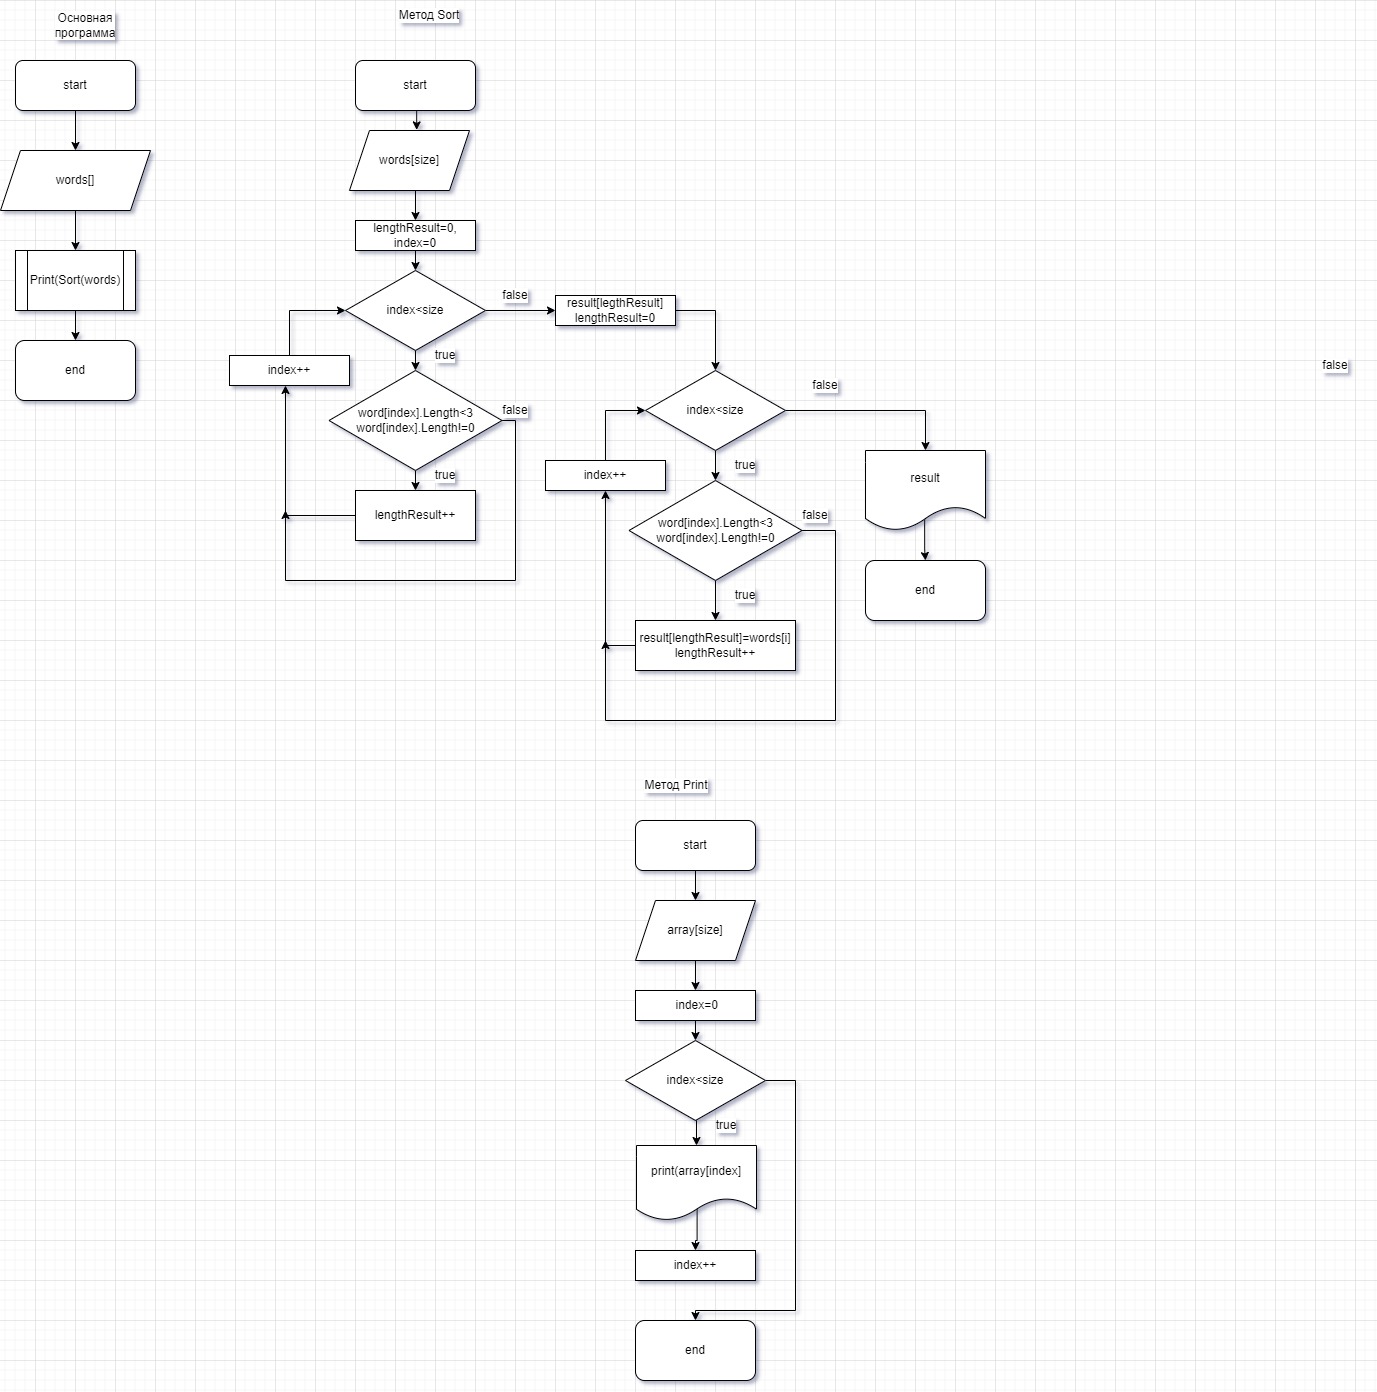 Основная
программа
start
words[]
Print(Sort(words)
end
Метод Sort
start
words[size]
lengthResult=0,
index=0
index<size
false
true
index++
word[index].Length<3
word[index].Length!=0
false
true
lengthResult++
result[legthResult]
lengthResult=0
index<size
false
true
index++
word[index].Length<3
word[index].Length!=0
false
true
result[lengthResult]=words[i]
lengthResult++
result
end
false
Метод Print
start
array[size]
index=0
index<size
true
print(array[index]
index++
end